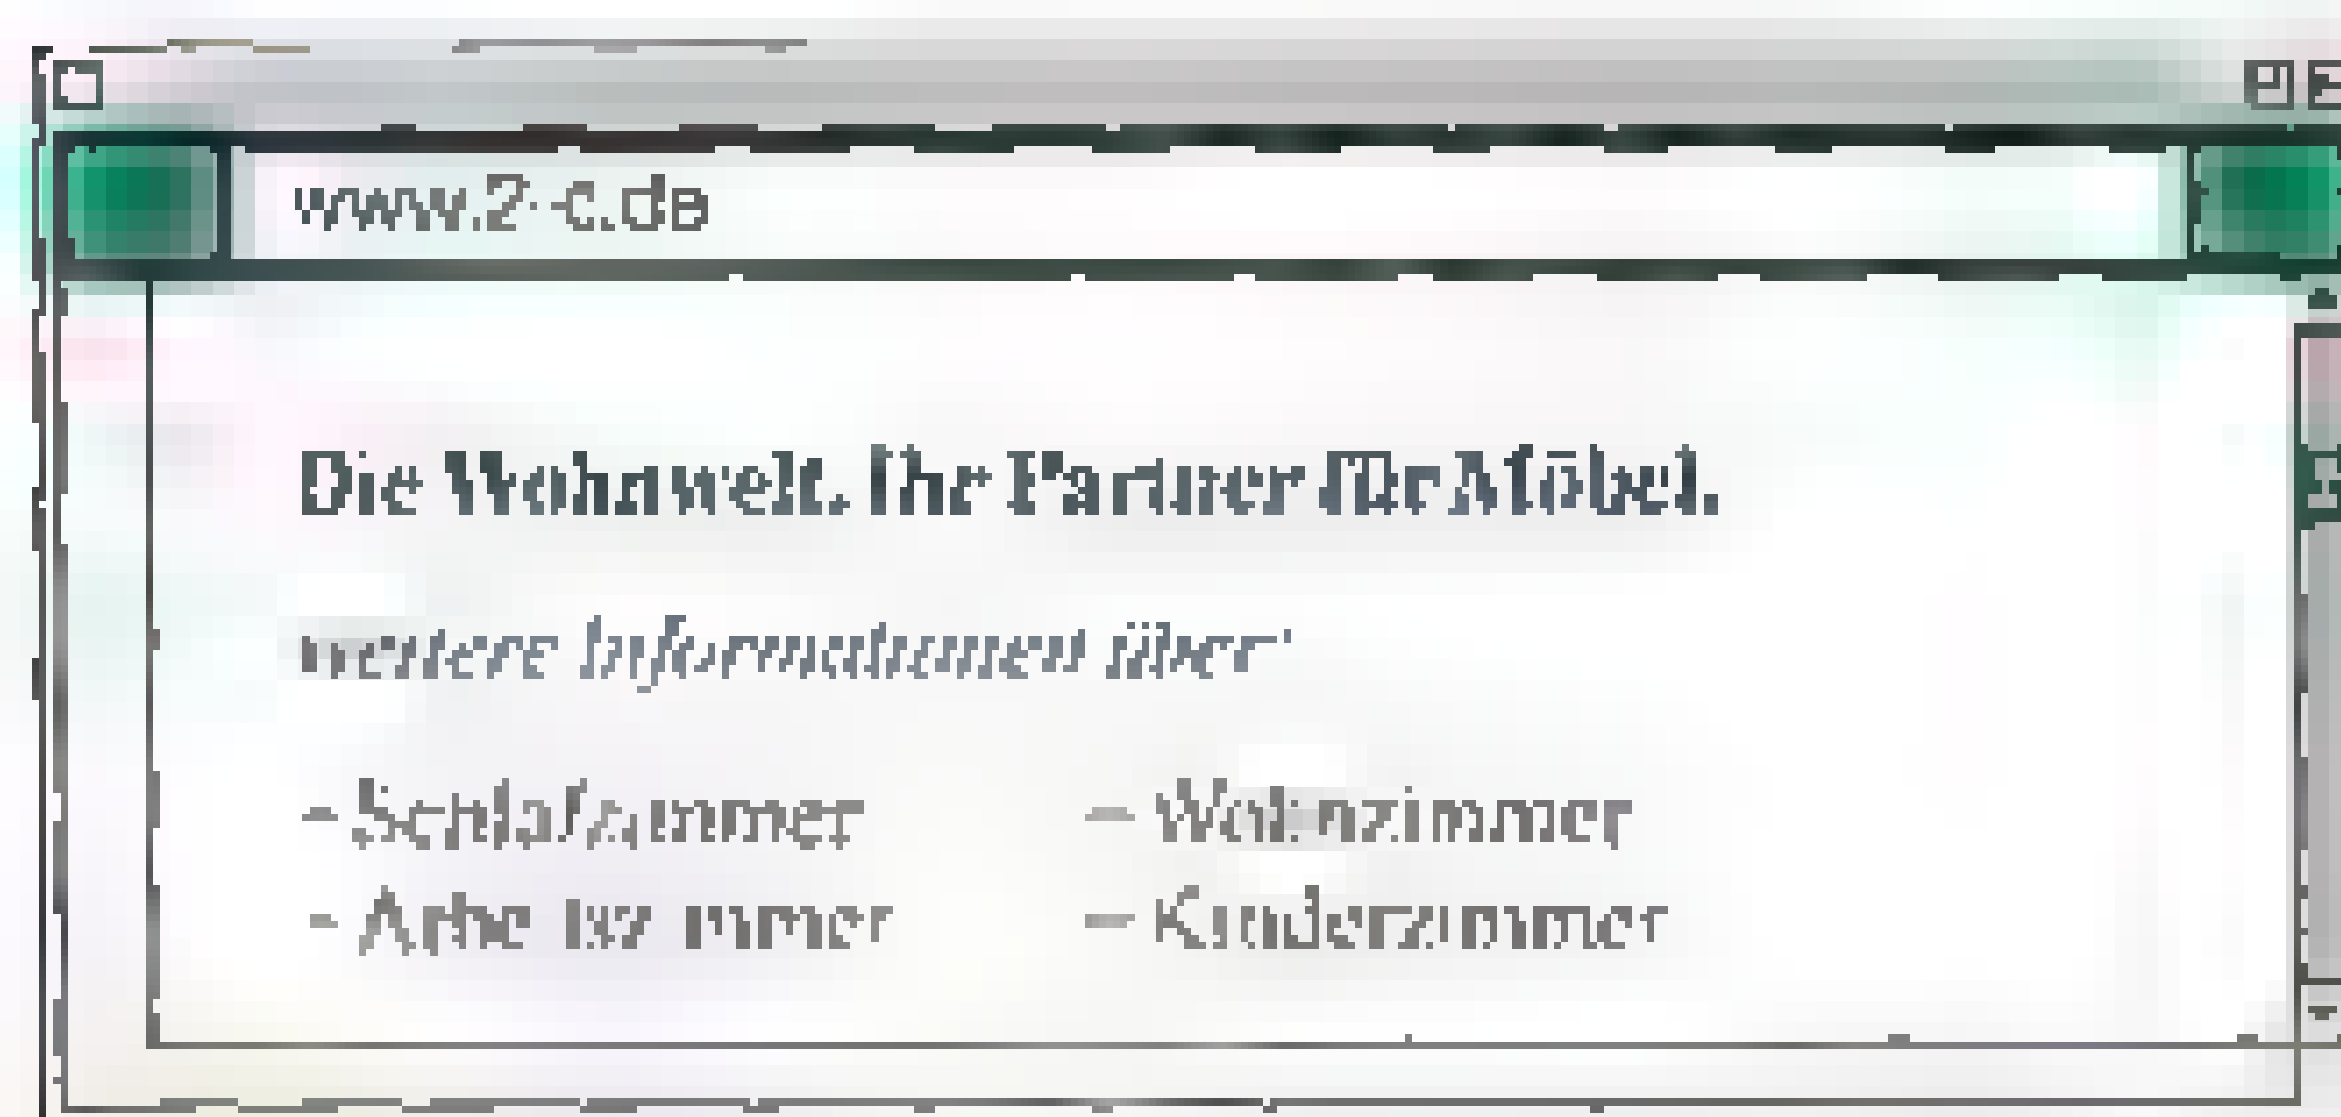 www.2-c.de
Die Wohnwelt. Ihr Partner für Möbel.
weitere Informationen über:
– Schlafzimmer – Wohnzimmer
– Arbeitszimmer – Kinderzimmer